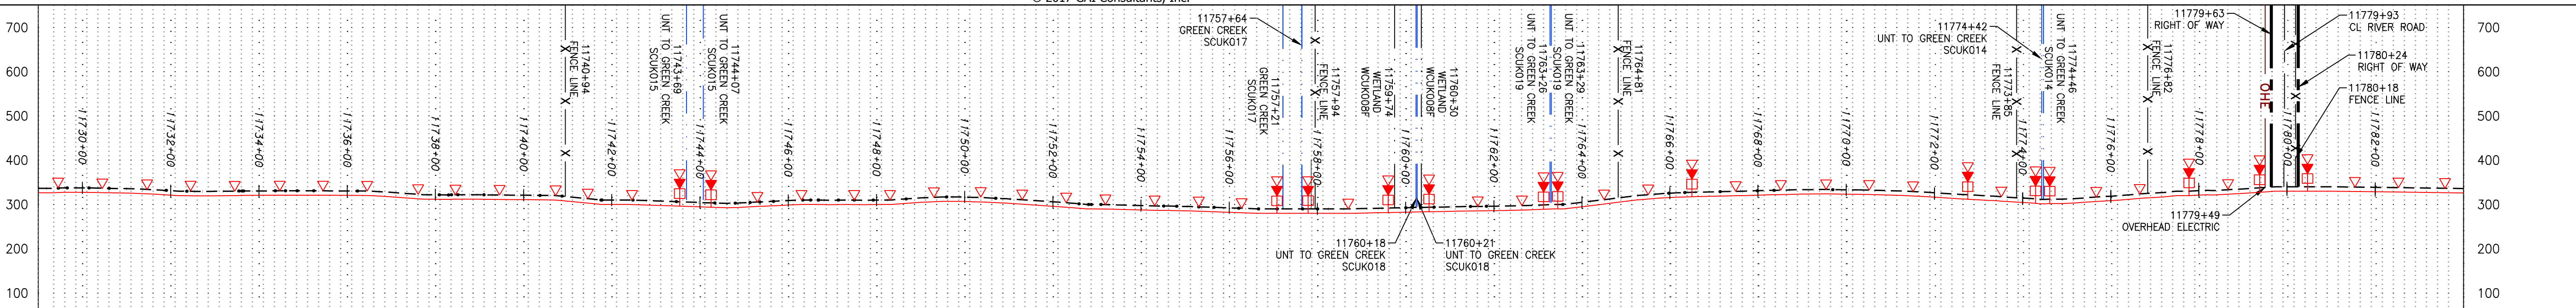 © 2017 GAI Consultants, Inc.
700
600
500
400
300
200
100
11730+00
11732+00
11734+00
11736+00
11738+00
11740+00
11740+94
FENCE LINE
11742+00
11743+69
UNT TO GREEN CREEK
SCUK015
11744+00
11744+07
UNT TO GREEN CREEK
SCUK015
11746+00
11748+00
11750+00
11752+00
11754+00
11756+00
11757+64
GREEN CREEK
SCUK017
11757+21
GREEN CREEK
SCUK017
11757+94
FENCE LINE
11758+00
11759+74
WETLAND
WCUK008F
11760+00
11760+30
WETLAND
WCUK008F
11760+18
UNT TO GREEN CREEK
SCUK018
11760+21
UNT TO GREEN CREEK
SCUK018
11762+00
11763+26
UNT TO GREEN CREEK
SCUK019
11763+29
UNT TO GREEN CREEK
SCUK019
11764+00
11764+81
FENCE LINE
11766+00
11768+00
11770+00
11772+00
11774+42
UNT TO GREEN CREEK
SCUK014
11773+85
FENCE LINE
11774+00
11774+46
UNT TO GREEN CREEK
SCUK014
11776+00
11776+82
FENCE LINE
11778+00
11779+63
RIGHT OF WAY
OHE
11779+49
OVERHEAD ELECTRIC
11780+00
11779+93
CL RIVER ROAD
11780+24
RIGHT OF WAY
11780+18
FENCE LINE
11782+00
700
600
500
400
300
200
100